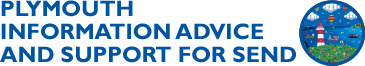 PLYMOUTH
INFORMATION ADVICE
AND SUPPORT FOR SEND